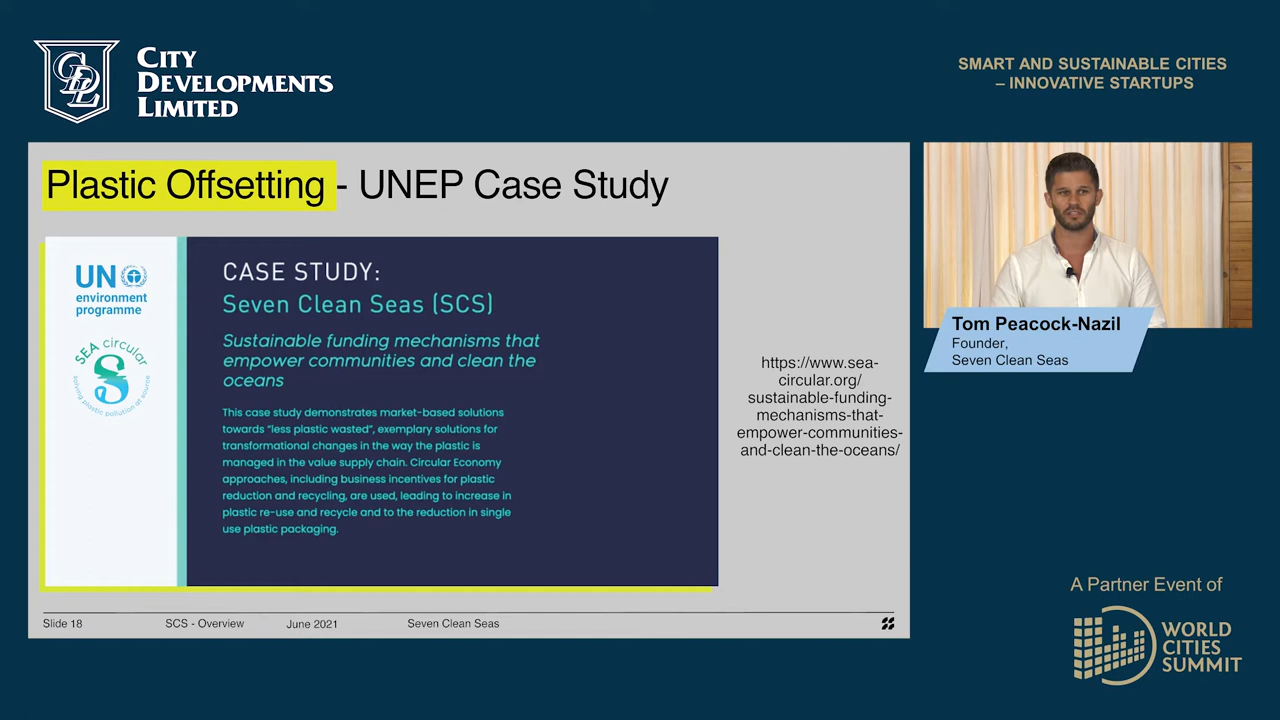 CDL
CITY
DEVELOPMENTS
LIMITED
SMART AND SUSTAINABLE CITIES
– INNOVATIVE STARTUPS
Plastic Offsetting - UNEP Case Study
UN
environment
programme
SEA circular
solving plastic pollution at source
CASE STUDY:
Seven Clean Seas (SCS)
Sustainable funding mechanisms that
empower communities and clean the
oceans
This case study demonstrates market-based solutions
towards “less plastic wasted”, exemplary solutions for
transformational changes in the way the plastic is
managed in the value supply chain. Circular Economy
approaches, including business incentives for plastic
reduction and recycling, are used, leading to increase in
plastic re-use and recycle and to the reduction in single
use plastic packaging.
https://www.sea-
circular.org/
sustainable-funding-
mechanisms-that-
empower-communities-
and-clean-the-oceans/
Slide 18
SCS - Overview
June 2021
Seven Clean Seas
Tom Peacock-Nazil
Founder,
Seven Clean Seas
A Partner Event of
WORLD
CITIES
SUMMIT